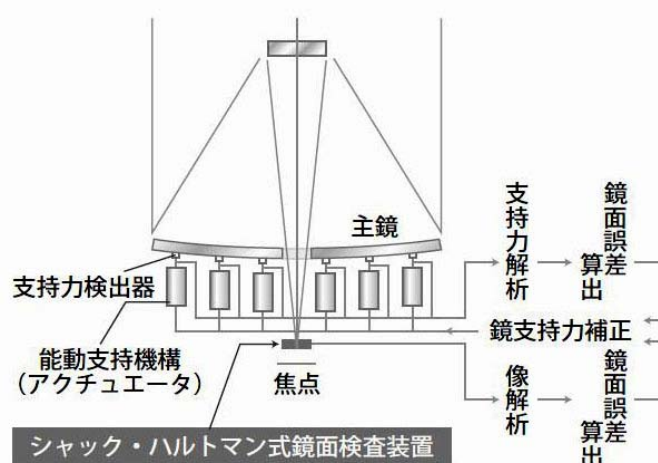 主鏡
支持力検出器
能動支持機構
（アクチュエータ）
焦点
シャック・ハルトマン式鏡面検査装置
支持力解析
鏡面誤差
算出
鏡支持力補正
像解析
鏡面誤差
算出